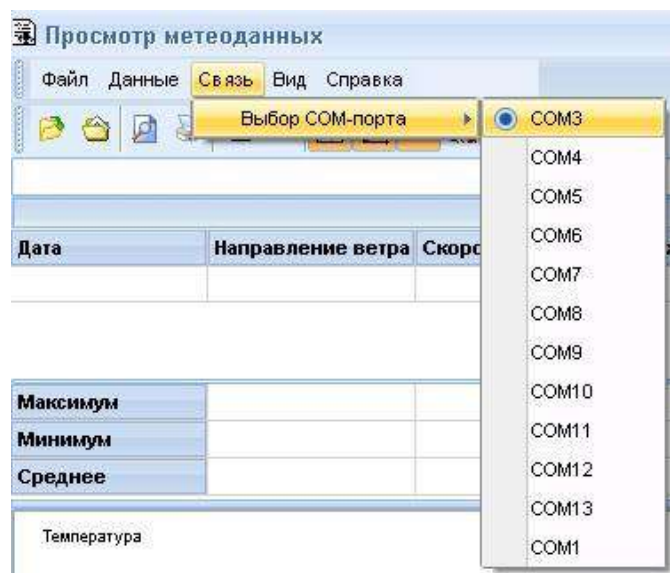 Просмотр метеоданных
Файл Данные Связь Вид Справка
Выбор COM-порта
COM3
COM4
COM5
COM6
COM7
COM8
COM9
COM10
COM11
COM12
COM13
COM1
Дата Направление ветра
Максимум
Минимум
Среднее
Температура